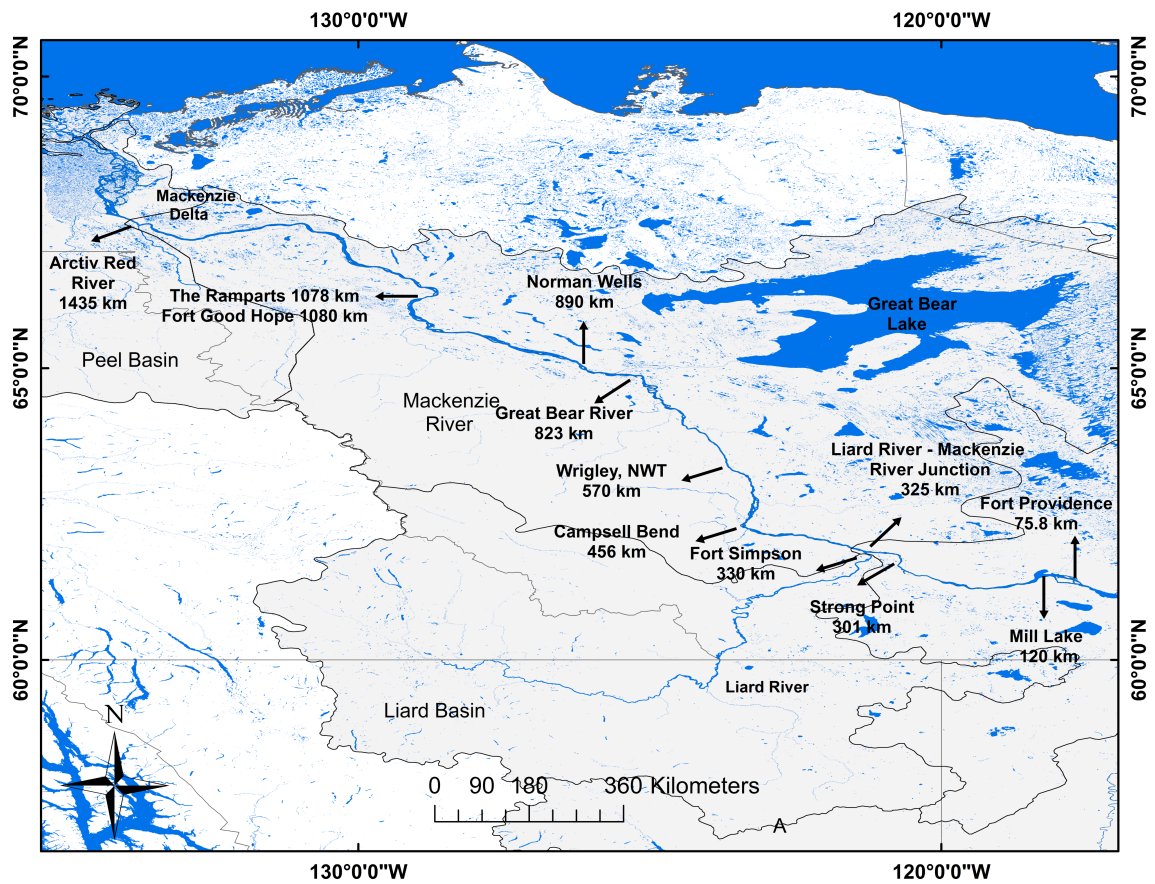 130°0'0"W
120°0'0"W
70°0'0"N
70°0'0"N
Mackenzie
Delta
Arctiv Red
River
1435 km
The Ramparts 1078 km
Fort Good Hope 1080 km
Norman Wells
890 km
Great Bear
Lake
Peel Basin
65°0'0"N
65°0'0"N
Mackenzie
River
Great Bear River
823 km
Liard River - Mackenzie
River Junction
325 km
Wrigley, NWT
570 km
Fort Providence
75.8 km
Campsell Bend
456 km
Fort Simpson
330 km
Strong Point
301 km
Mill Lake
120 km
60°0'0"N
60°0'0"N
Liard River
Liard Basin
N
0 90 180 360 Kilometers
A
130°0'0"W
120°0'0"W